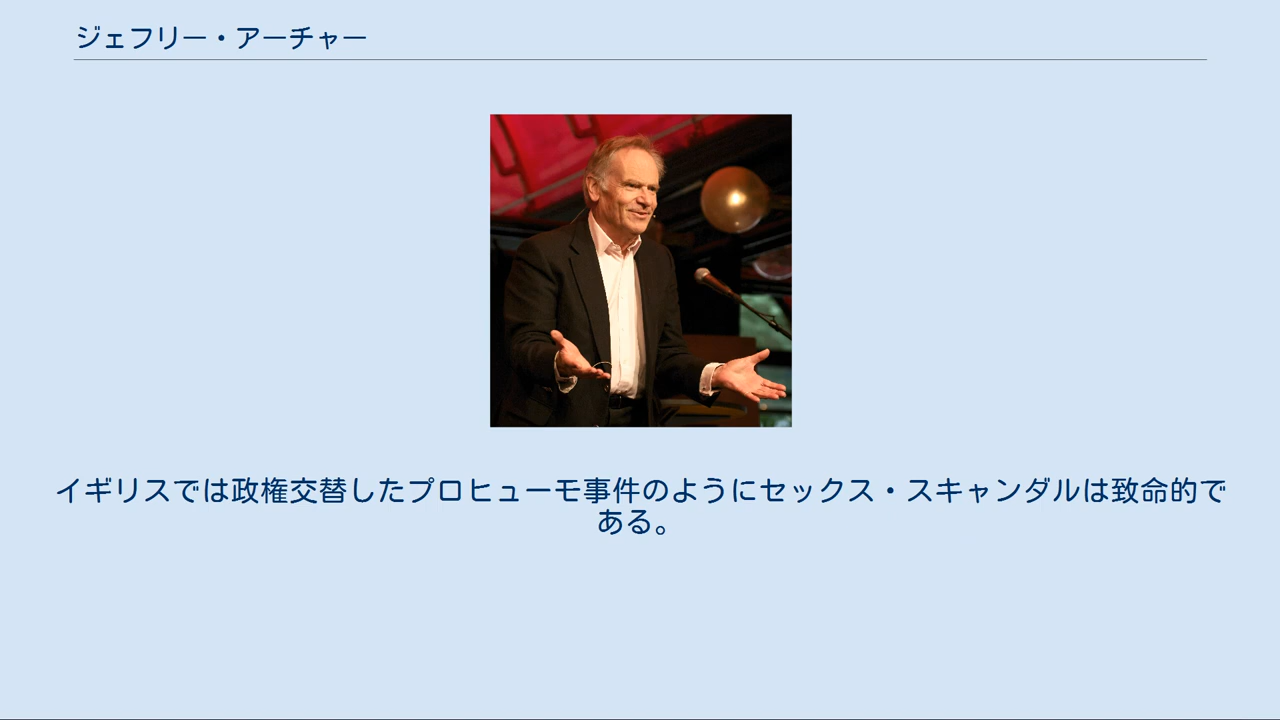 ジェフリー・アーチャー
イギリスでは政権交替したプロヒューモ事件のようにセックス・スキャンダルは致命的で
ある。